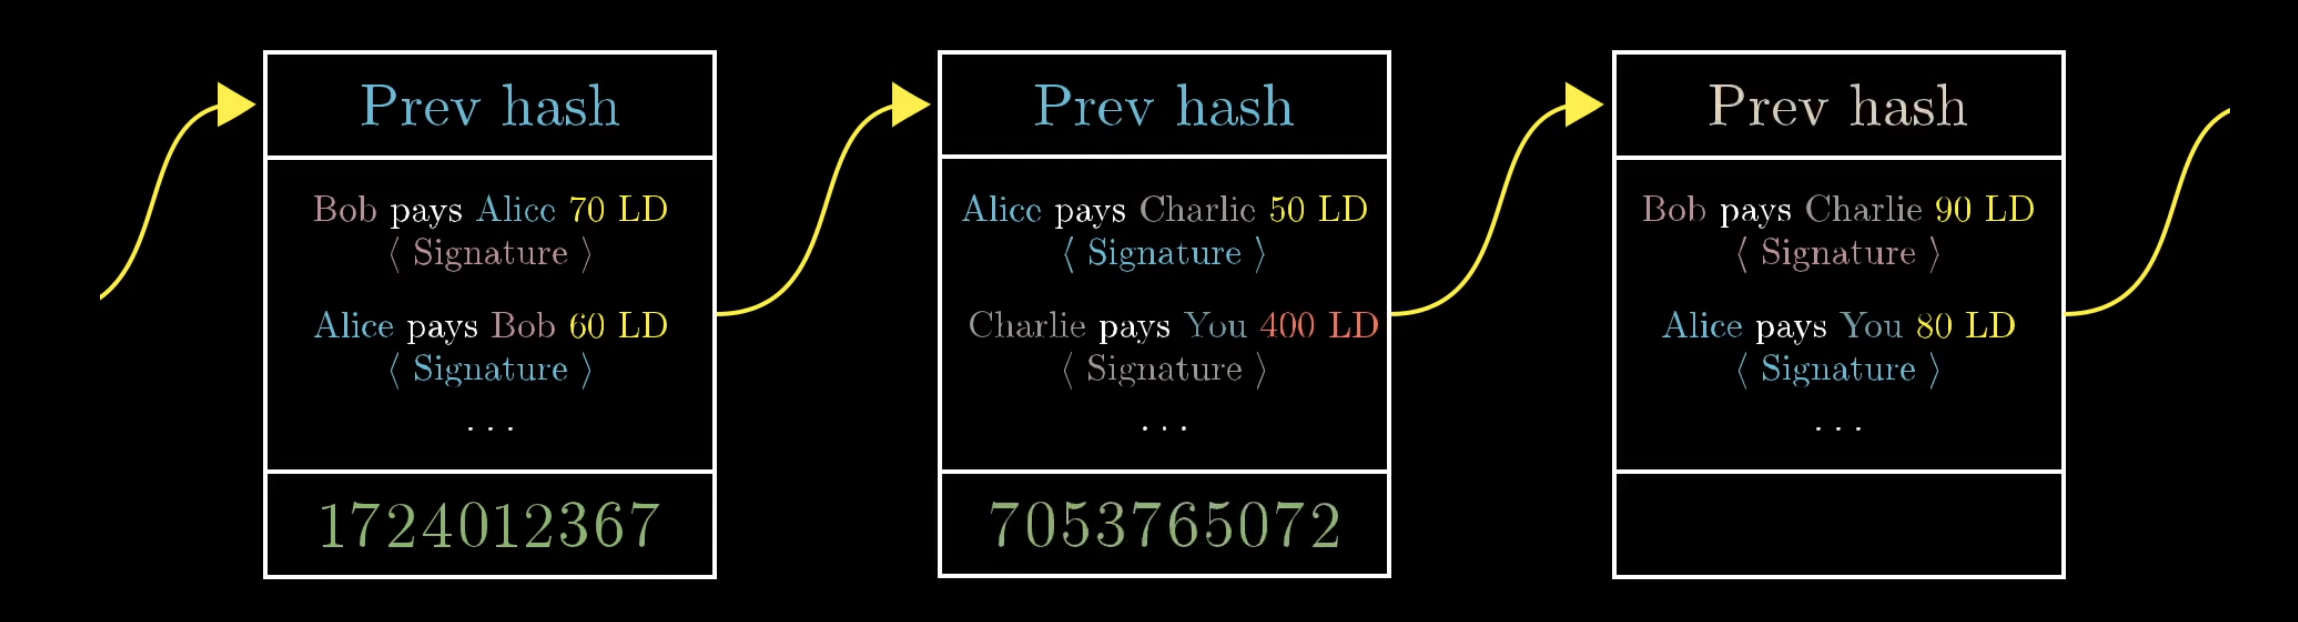 Prev hash
Bob pays Alice 70 LD
⟨ Signature ⟩
Alice pays Bob 60 LD
⟨ Signature ⟩
...
1724012367
Prev hash
Alice pays Charlie 50 LD
⟨ Signature ⟩
Charlie pays You 400 LD
⟨ Signature ⟩
...
7053765072
Prev hash
Bob pays Charlie 90 LD
⟨ Signature ⟩
Alice pays You 80 LD
⟨ Signature ⟩
...